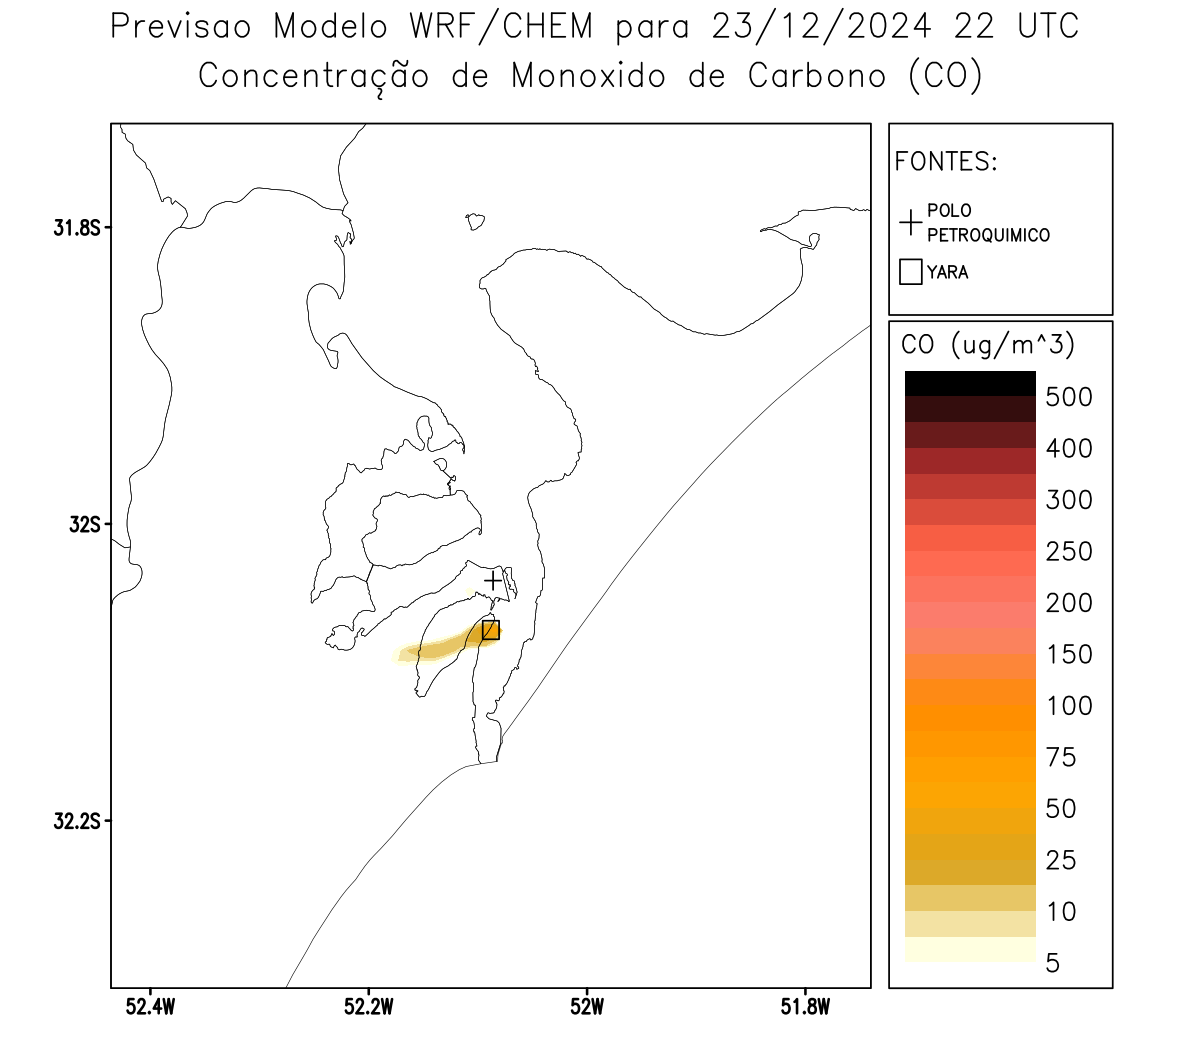 Previsao Modelo WRF/CHEM para 23/12/2024 22 UTC
Concentração de Monoxido de Carbono (CO)
FONTES:
POLO
PETROQUIMICO
YARA
CO (ug/m^3)
500
400
300
250
200
150
100
75
50
25
10
5
31.8S
32S
32.2S
52.4W
52.2W
52W
51.8W